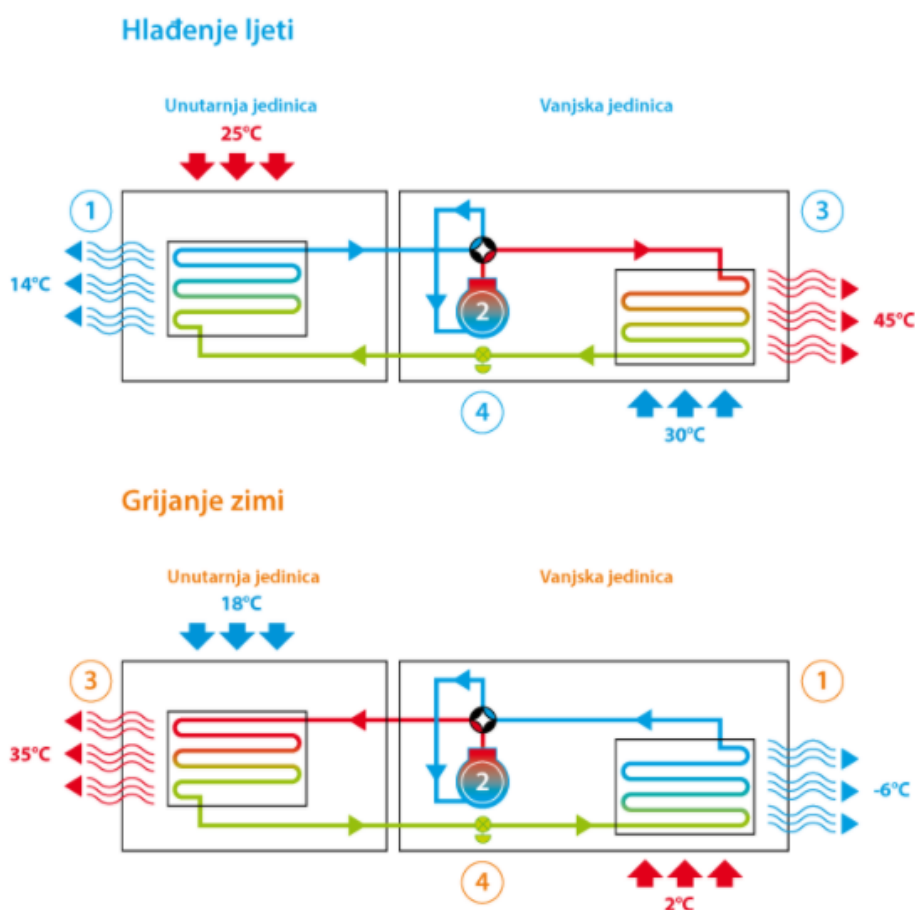 Hlađenje ljeti
Unutarnja jedinica
Vanjska jedinica
25°C
1
3
14°C
2
45°C
4
30°C
Grijanje zimi
Unutarnja jedinica
Vanjska jedinica
18°C
3
1
35°C
2
-6°C
4
2°C